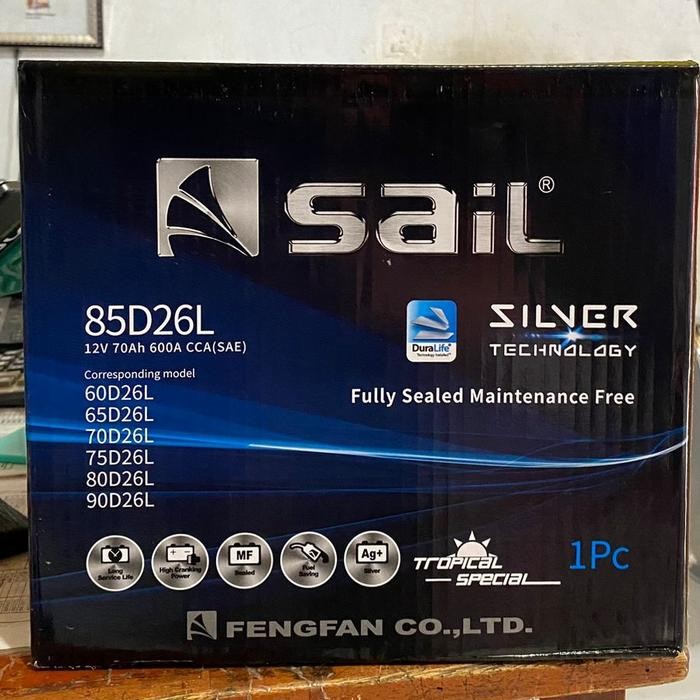 sail®
85D26L
12V 70Ah 600A CCA(SAE)
Corresponding model
60D26L
65D26L
70D26L
75D26L
80D26L
90D26L
DuraLife®
Technology Installed™
SILVER
TECHNOLOGY
Fully Sealed Maintenance Free
Long
Service Life
High Cranking
Power
MF
Sealed
Fuel
Saving
Ag+
Silver
TROPICAL
SPECIAL
1Pc
FENGFAN CO.,LTD.